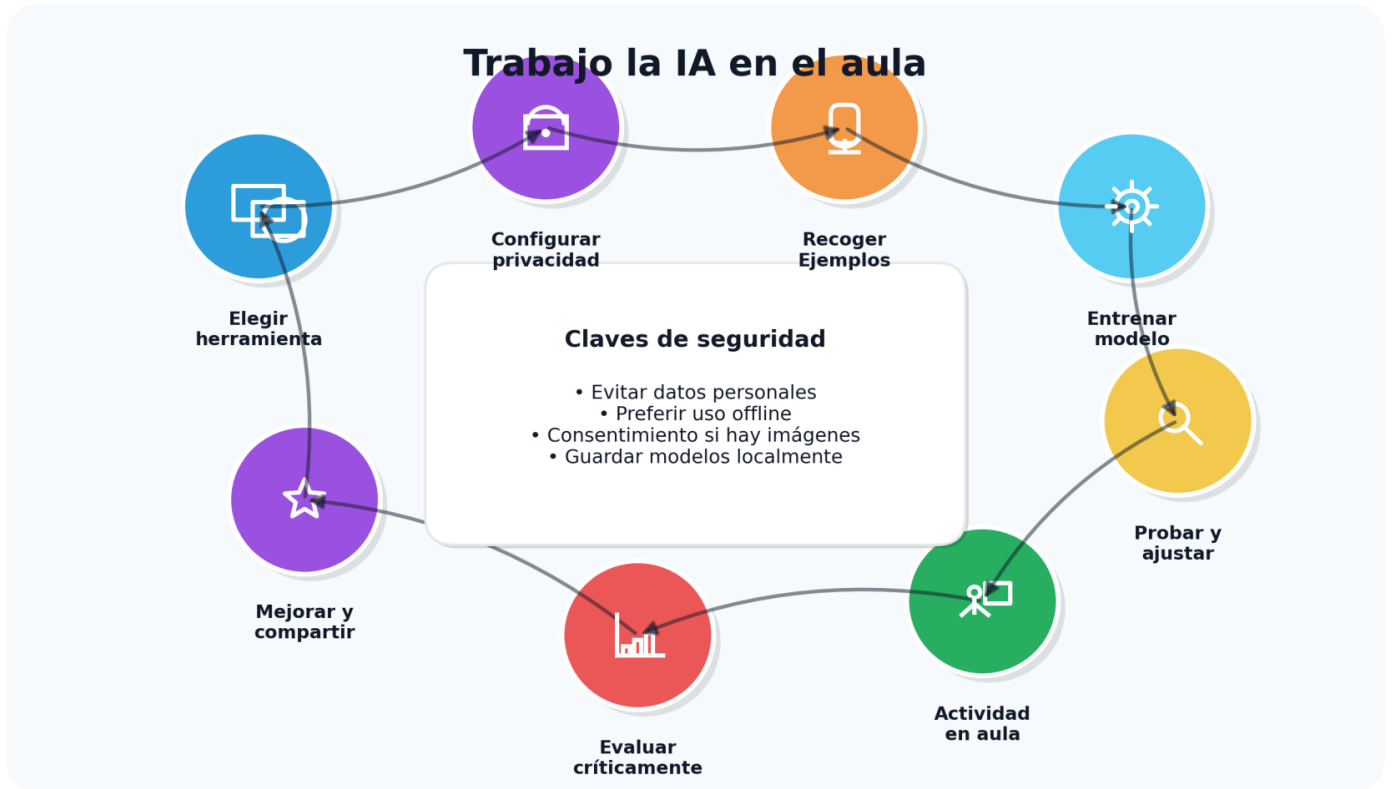 Trabajo la IA en el aula
Configurar
privacidad
Recoger
Ejemplos
Elegir
herramienta
Entrenar
modelo
Claves de seguridad
• Evitar datos personales
• Preferir uso offline
• Consentimiento si hay imágenes
• Guardar modelos localmente
Probar y
ajustar
Mejorar y
compartir
Actividad
en aula
Evaluar
críticamente